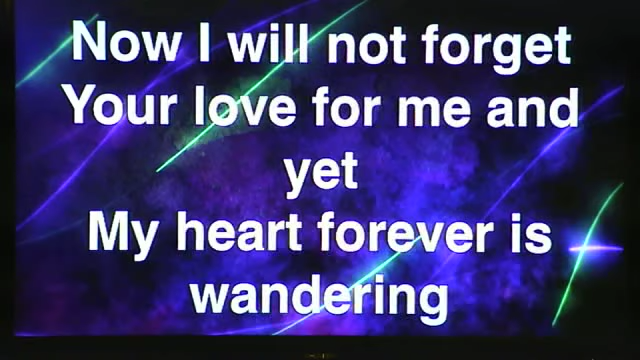 Now I will not forget
Your love for me and
yet
My heart forever is
wandering